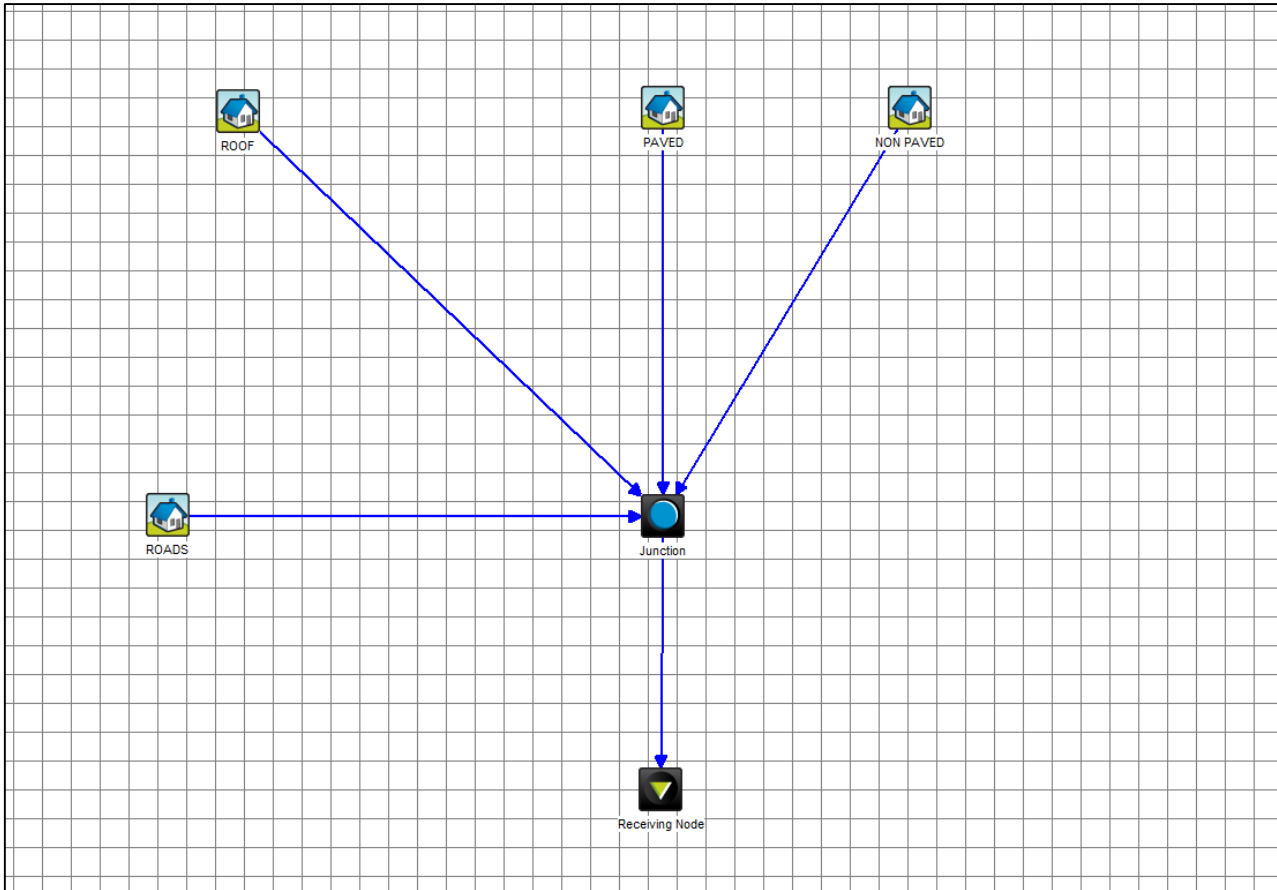 ROOF
PAVED
NON PAVED
ROADS
Junction
Receiving Node